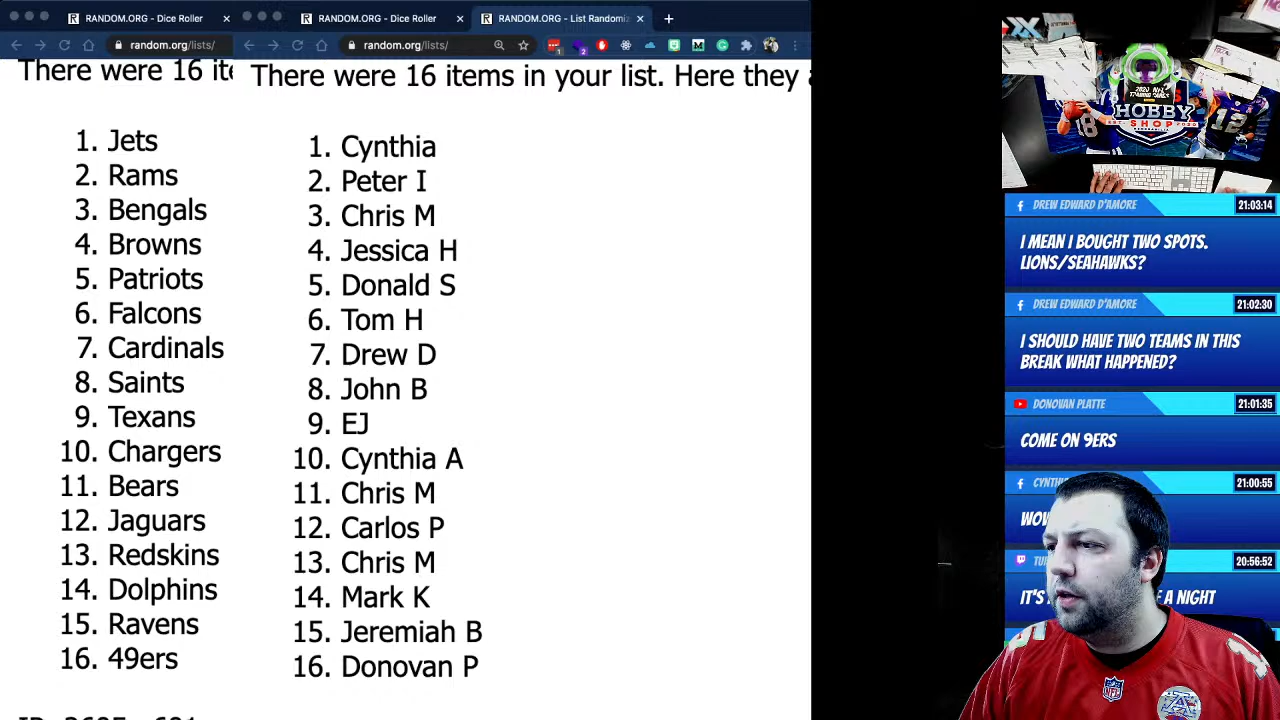 RANDOM.ORG - Dice Roller
RANDOM.ORG - Dice Roller
RANDOM.ORG - List Randomiz
random.org/lists/
random.org/lists/
There were 16 ite
There were 16 items in your list. Here they a
1. Jets
2. Rams
3. Bengals
4. Browns
5. Patriots
6. Falcons
7. Cardinals
8. Saints
9. Texans
10. Chargers
11. Bears
12. Jaguars
13. Redskins
14. Dolphins
15. Ravens
16. 49ers
1. Cynthia
2. Peter I
3. Chris M
4. Jessica H
5. Donald S
6. Tom H
7. Drew D
8. John B
9. EJ
10. Cynthia A
11. Chris M
12. Carlos P
13. Chris M
14. Mark K
15. Jeremiah B
16. Donovan P
HOBBY
SHOP
12
DREW EDWARD D'AMORE
21:03:14
I MEAN I BOUGHT TWO SPOTS.
LIONS/SEAHAWKS?
DREW EDWARD D'AMORE
21:02:30
I SHOULD HAVE TWO TEAMS IN THIS
BREAK WHAT HAPPENED?
DONOVAN PLATTE
21:01:35
COME ON 9ERS
21:00:55
20:56:52
A NIGHT
NFL